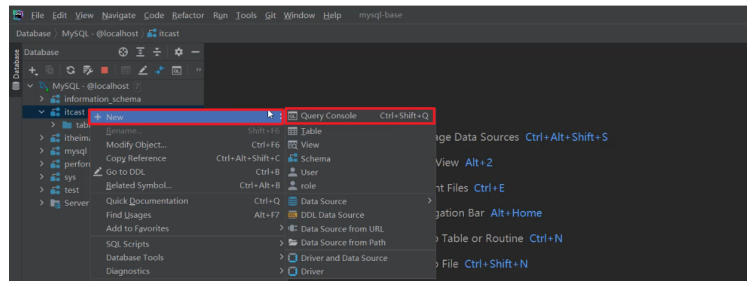 File Edit View Navigate Code Refactor Run Tools Git Window Help mysql-base
Database MySQL - @localhost itcast
Database
Database
MySQL - @localhost 7
information_schema
itcast
New
Query Console Ctrl+Shift+Q
tabl
Rename... Shift+F6
Table
itheim
Modify Object... Ctrl+F6
View
mysql
Copy Reference Ctrl+Alt+Shift+C
Schema
perfor
Go to DDL Ctrl+B
User
sys
Related Symbol... Ctrl+Alt+B
role
test
Server
Quick Documentation Ctrl+Q
Data Source
Find Usages Alt+F7
DDL Data Source
Add to Favorites
Data Source from URL
SQL Scripts
Data Source from Path
Database Tools
Driver and Data Source
Diagnostics
Driver
age Data Sources Ctrl+Alt+Shift+S
View Alt+2
nt Files Ctrl+E
gation Bar Alt+Home
o Table or Routine Ctrl+N
o File Ctrl+Shift+N